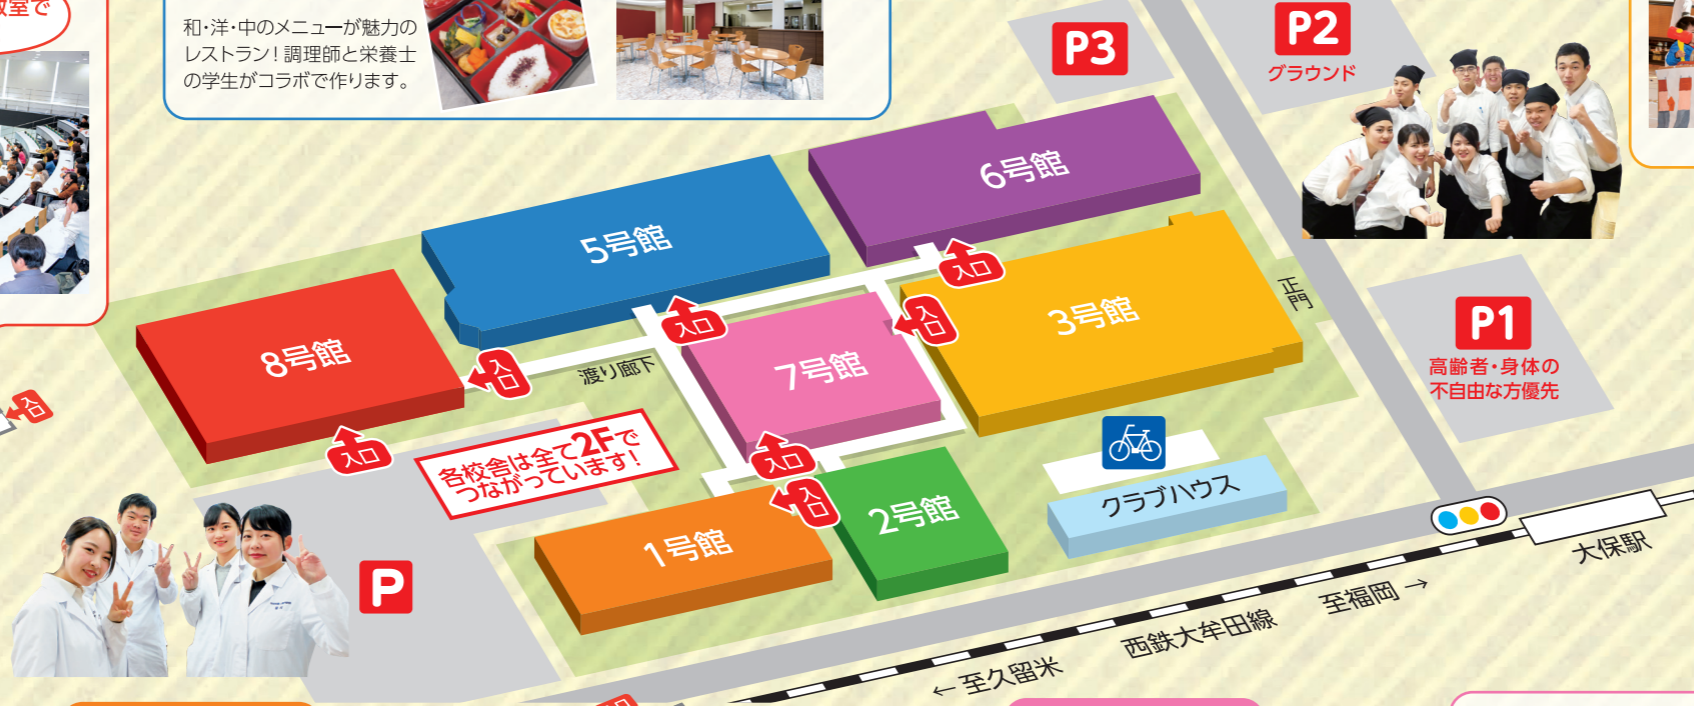 室で
和・洋・中のメニューが魅力の
レストラン！調理師と栄養士
の学生がコラボで作ります。
P3
P2
グラウンド
6号館
5号館
入口
正門
3号館
入口
P1
高齢者・身体の
不自由な方優先
入口
8号館
7号館
渡り廊下
入口
入口
入口
各校舎は全て2Fで
つながっています！
入口
クラブハウス
入口
2号館
1号館
P
大保駅
至福岡 →
西鉄大牟田線
← 至久留米